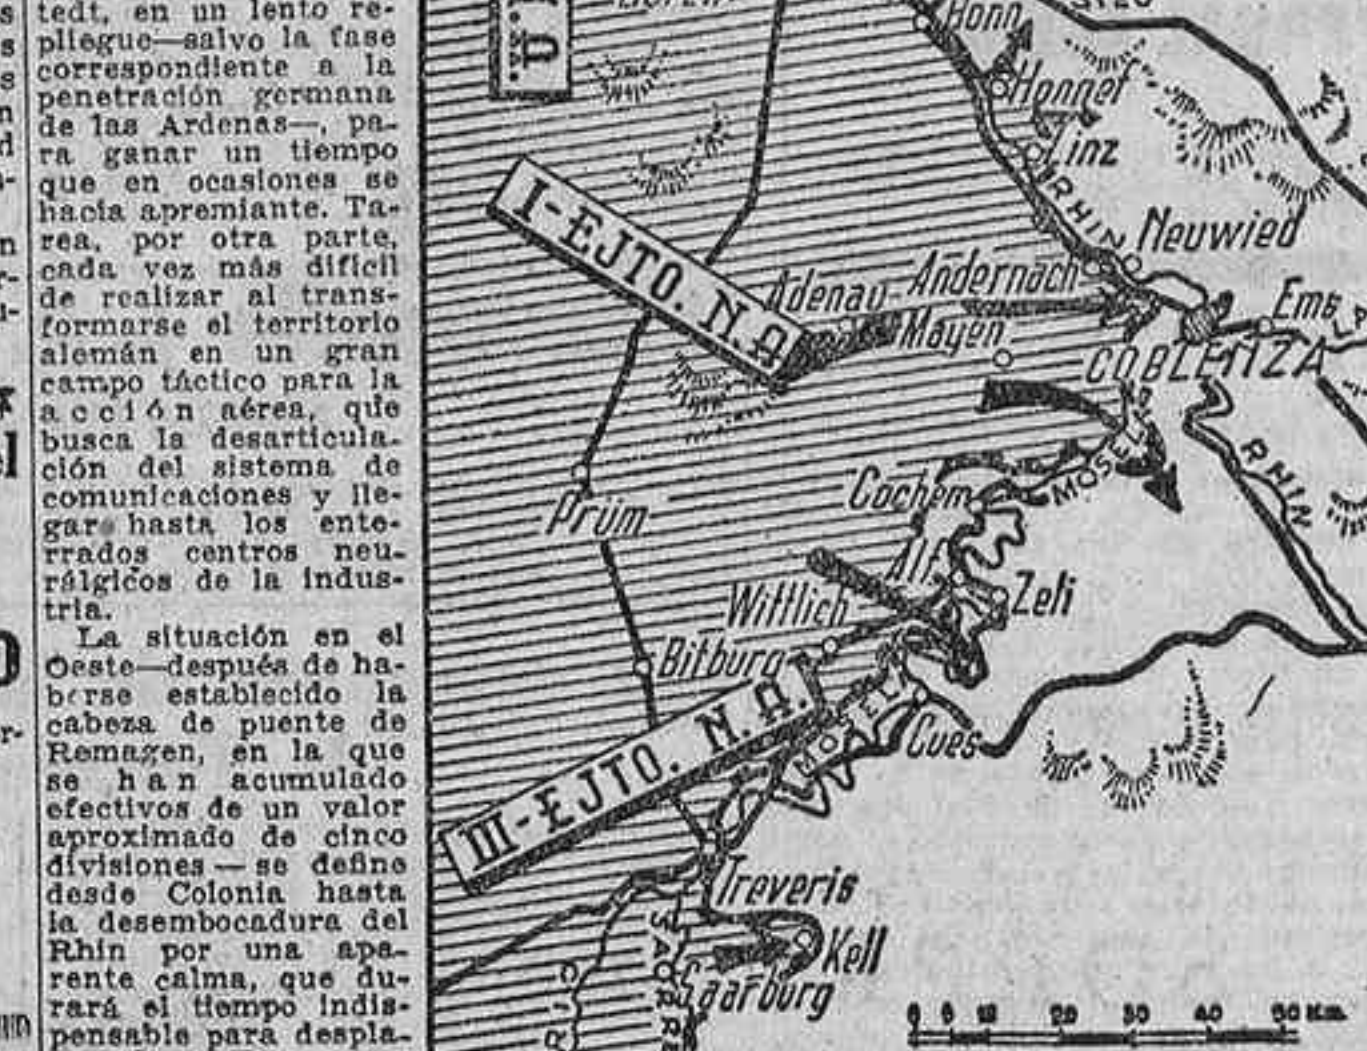 tedt, en un lento re-
pliegue—salvo la fase
correspondiente a la
penetración germana
de las Ardenas—, pa-
ra ganar un tiempo
que en ocasiones se
hacía apremiante. Ta-
rea, por otra parte,
cada vez más difícil
de realizar al trans-
formarse el territorio
alemán en un gran
campo táctico para la
acción aérea, que
busca la desarticula-
ción del sistema de
comunicaciones y lle-
gar hasta los ente-
rrados centros neu-
rálgicos de la indus-
tria.
La situación en el
Oeste—después de ha-
berse establecido la
cabeza de puente de
Remagen, en la que
se han acumulado
efectivos de un valor
aproximado de cinco
divisiones—se define
desde Colonia hasta
la desembocadura del
Rhin por una apa-
rente calma, que du-
rará el tiempo indis-
pensable para despla-
Bonn
Honnef
Linz
RHIN
Neuwied
I-EJTO. N.A
Adenau
Andernach
Mayen
Ems
COBLENZA
MOSEL
RHIN
Cochem
Prüm
Alf
Zell
Wittlich
Bitburg
III-EJTO. N.A.
MOSEL
Cues
Treveris
Kell
Saarburg
SARRE
0 5 10 20 30 40 50 Km.